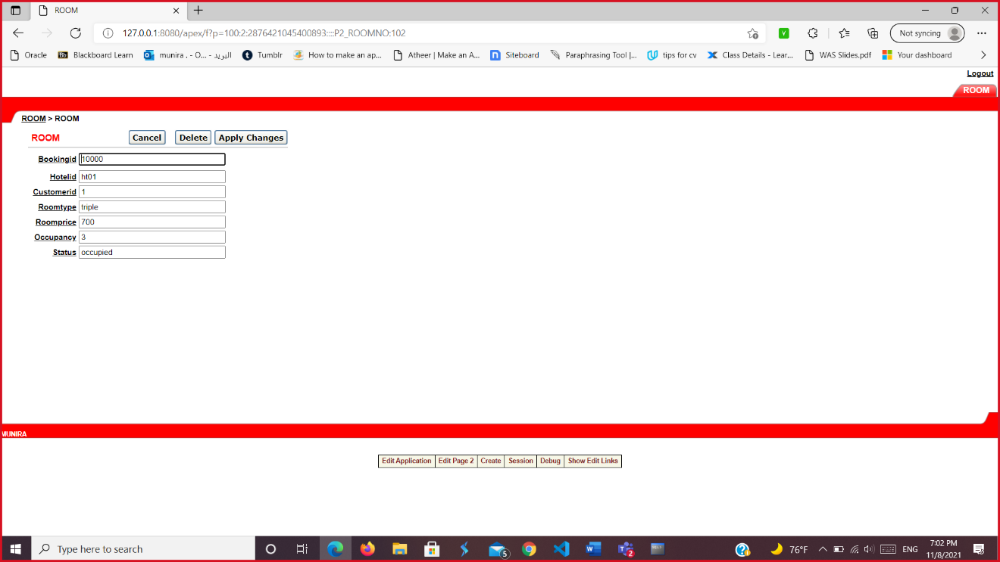 ROOM
127.0.0.1:8080/apex/f?p=100:2:2876421045400893::::P2_ROOMNO:102
Not syncing
Oracle
Bb Blackboard Learn
munira . - O... - البريد
Tumblr
How to make an ap...
Atheer | Make an A...
Siteboard
Paraphrasing Tool |...
tips for cv
Class Details - Lear...
WAS Slides.pdf
Your dashboard
Logout
ROOM
ROOM > ROOM
ROOM Cancel Delete Apply Changes
Bookingid 10000
Hotelid ht01
Customerid 1
Roomtype triple
Roomprice 700
Occupancy 3
Status occupied
MUNIRA
Edit Application Edit Page 2 Create Session Debug Show Edit Links
Type here to search
5
2
76°F
ENG
7:02 PM
11/8/2021